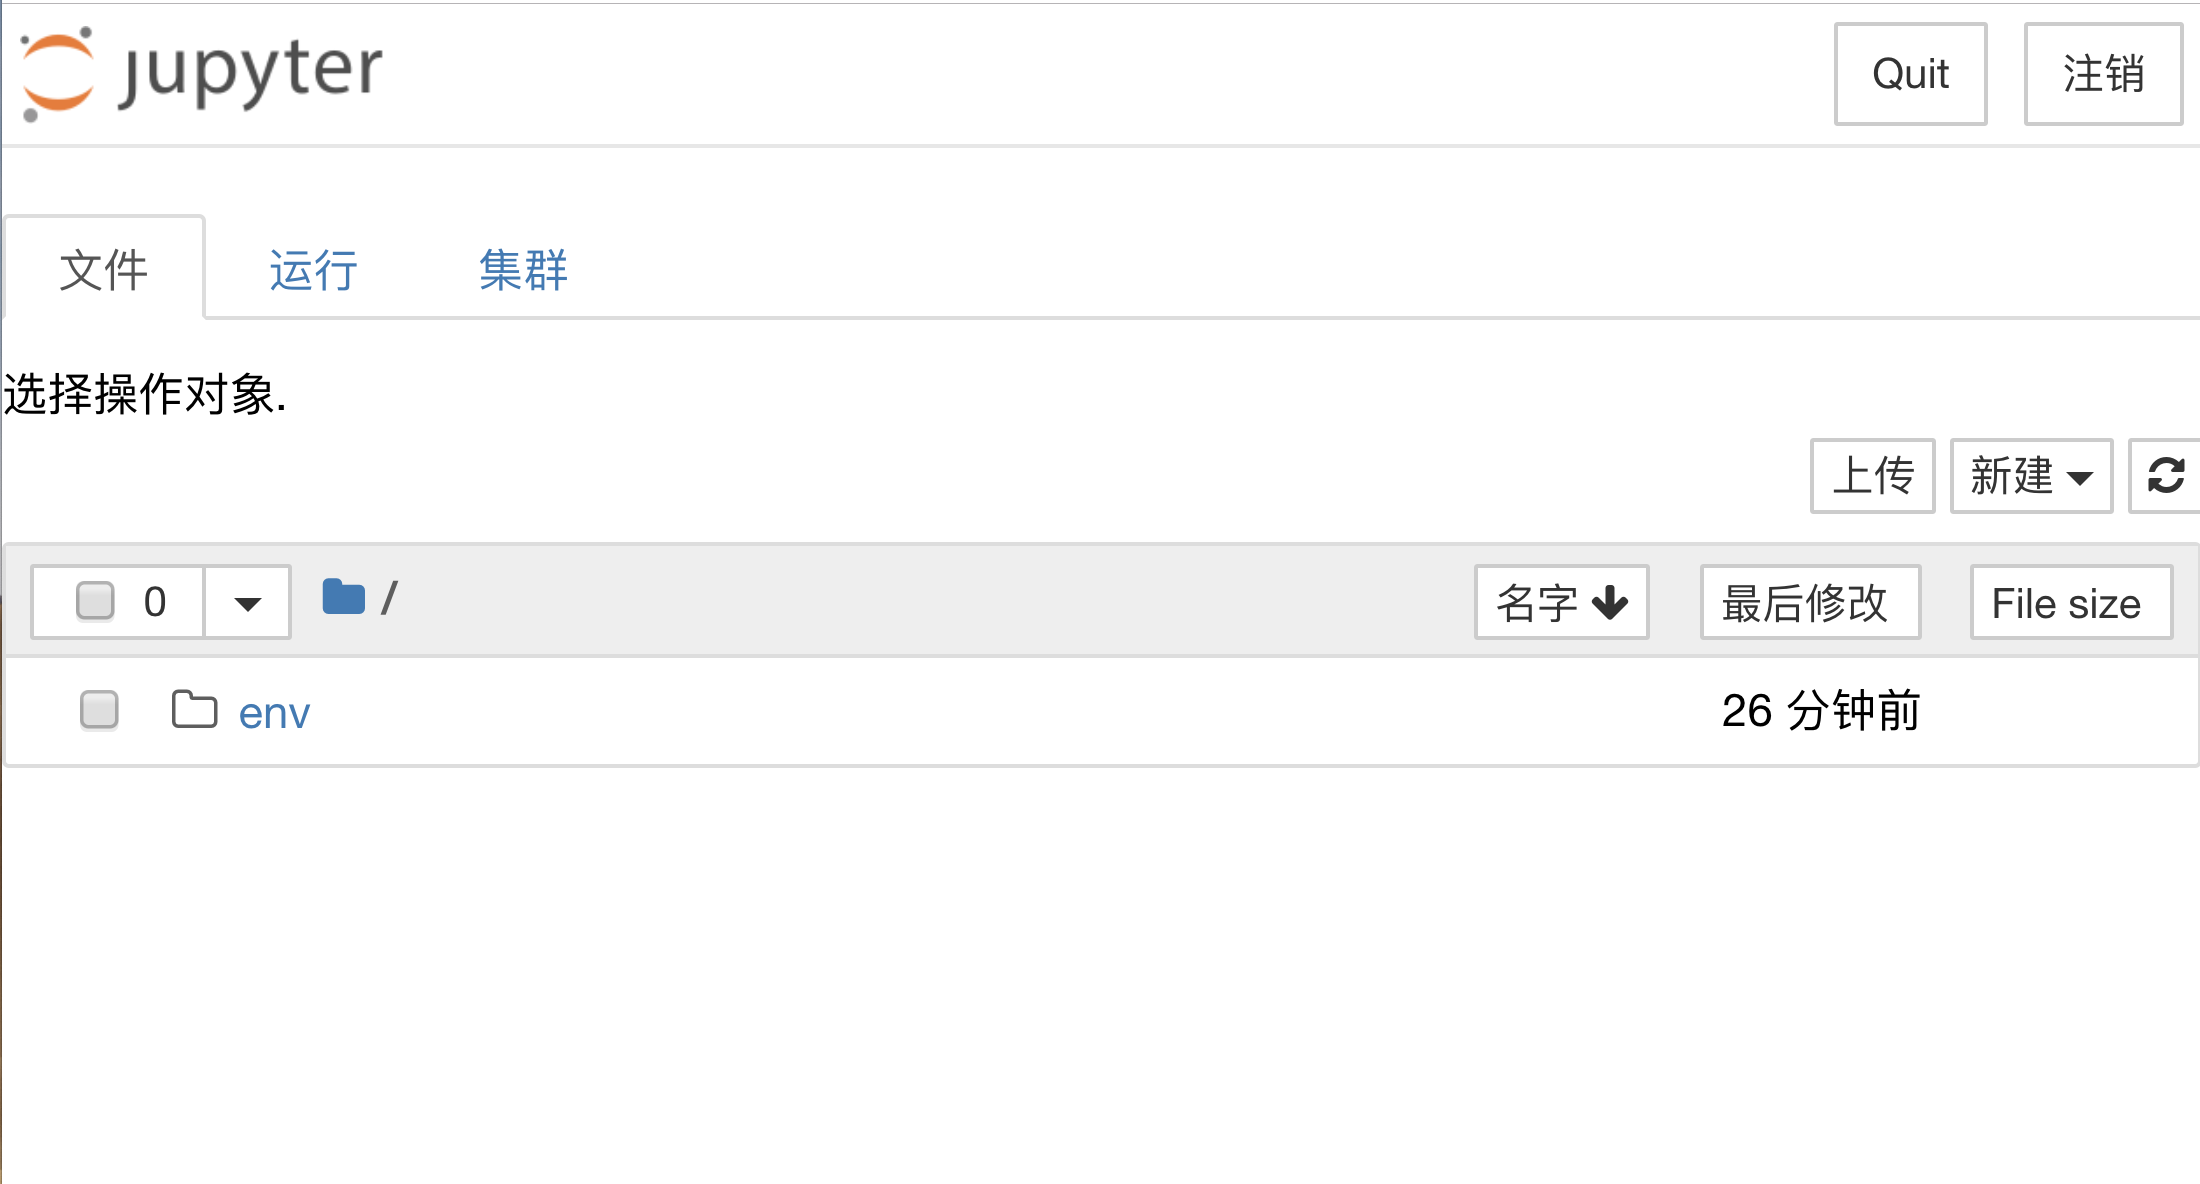 jupyter
Quit
注销
文件
运行
集群
选择操作对象.
上传
新建
0
/
名字
最后修改
File size
env
26 分钟前